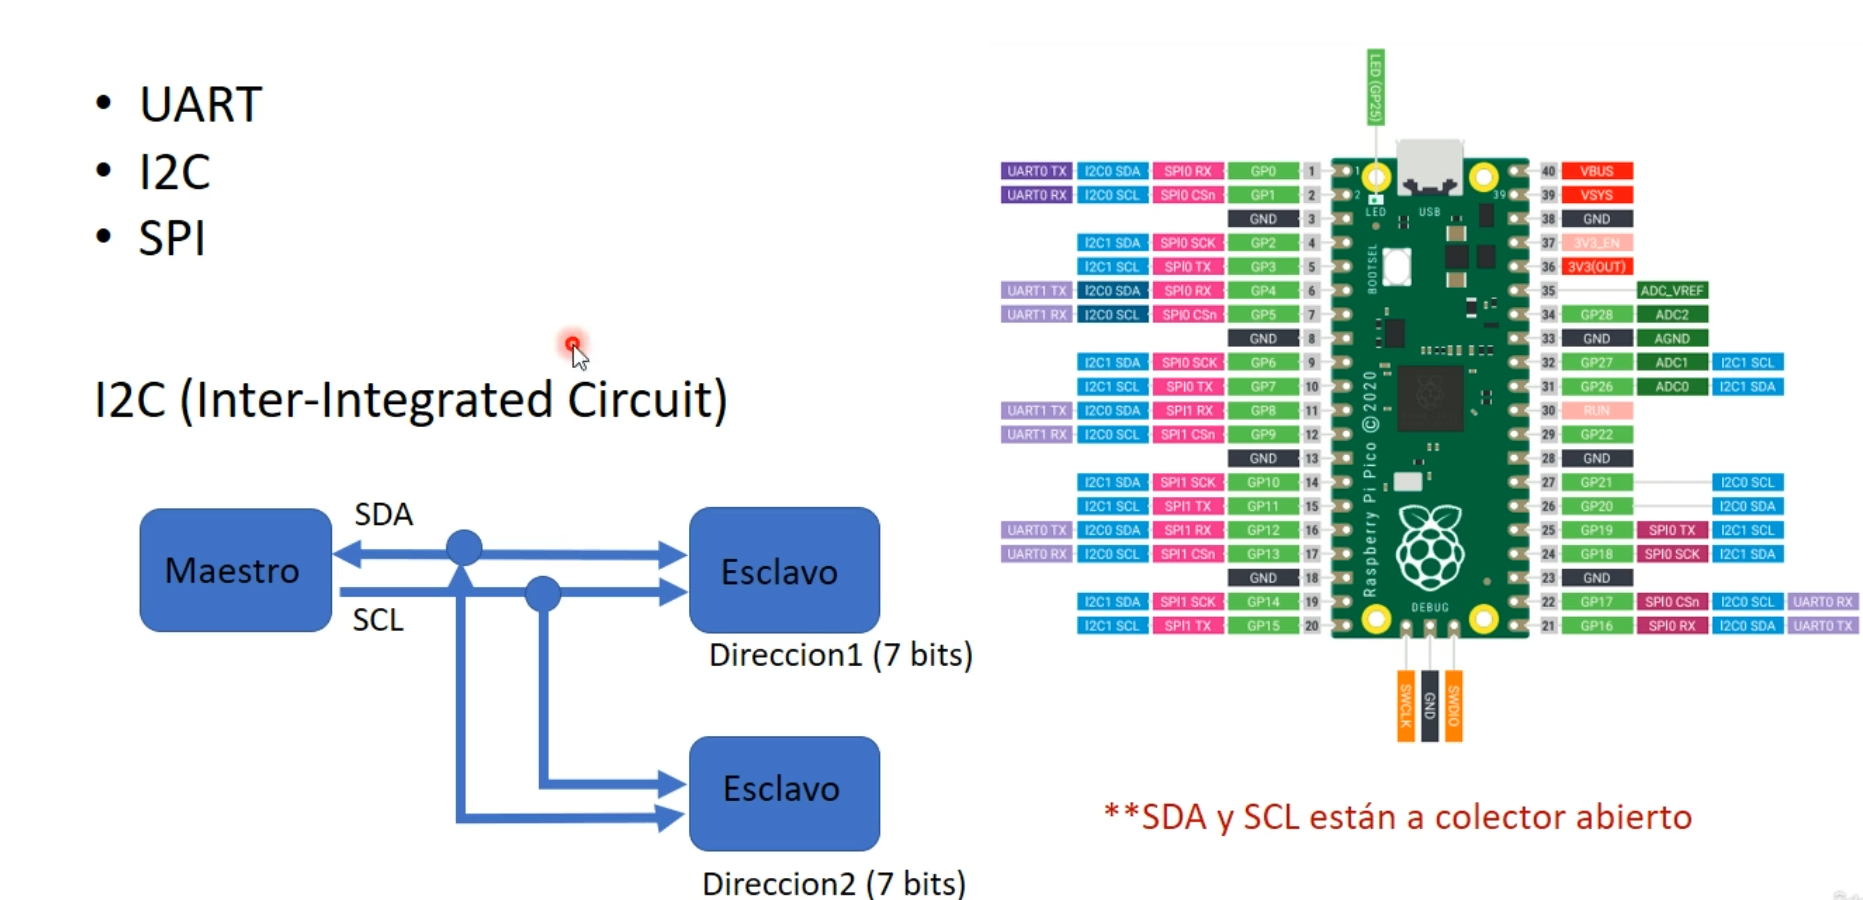 • UART
• I2C
• SPI
I2C (Inter-Integrated Circuit)
SDA
Maestro
Esclavo
SCL
Direccion1 (7 bits)
Esclavo
Direccion2 (7 bits)
LED (GP25)
UART0 TX I2C0 SDA SPI0 RX GP0 1 1 40 VBUS
UART0 RX I2C0 SCL SPI0 CSn GP1 2 2 39 39 VSYS
LED USB
GND 3 38 GND
I2C1 SDA SPI0 SCK GP2 4 37 3V3_EN
I2C1 SCL SPI0 TX GP3 5 36 3V3(OUT)
BOOTSEL
UART1 TX I2C0 SDA SPI0 RX GP4 6 35 ADC_VREF
UART1 RX I2C0 SCL SPI0 CSn GP5 7 34 GP28 ADC2
GND 8 33 GND AGND
I2C1 SDA SPI0 SCK GP6 9 32 GP27 ADC1 I2C1 SCL
I2C1 SCL SPI0 TX GP7 10 31 GP26 ADC0 I2C1 SDA
UART1 TX I2C0 SDA SPI1 RX GP8 11 30 RUN
UART1 RX I2C0 SCL SPI1 CSn GP9 12 29 GP22
GND 13 28 GND
I2C1 SDA SPI1 SCK GP10 14 27 GP21 I2C0 SCL
I2C1 SCL SPI1 TX GP11 15 26 GP20 I2C0 SDA
UART0 TX I2C0 SDA SPI1 RX GP12 16 25 GP19 SPI0 TX I2C1 SCL
UART0 RX I2C0 SCL SPI1 CSn GP13 17 24 GP18 SPI0 SCK I2C1 SDA
GND 18 23 GND
I2C1 SDA SPI1 SCK GP14 19 22 GP17 SPI0 CSn I2C0 SCL UART0 RX
I2C1 SCL SPI1 TX GP15 20 21 GP16 SPI0 RX I2C0 SDA UART0 TX
Raspberry Pi Pico ©2020
DEBUG
SWCLK
GND
SWDIO
**SDA y SCL están a colector abierto